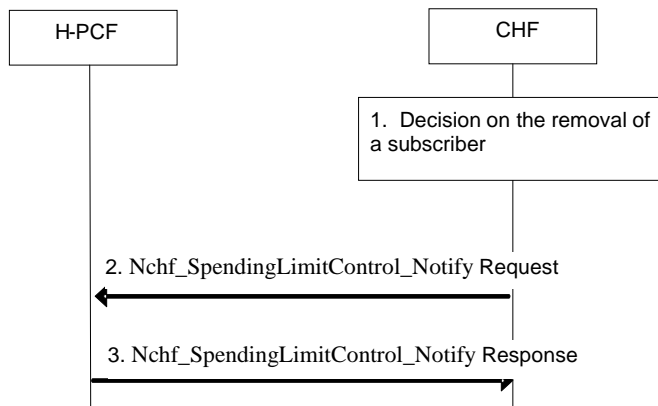 H-PCF
CHF
1. Decision on the removal of
a subscriber
2. Nchf_SpendingLimitControl_Notify Request
3. Nchf_SpendingLimitControl_Notify Response